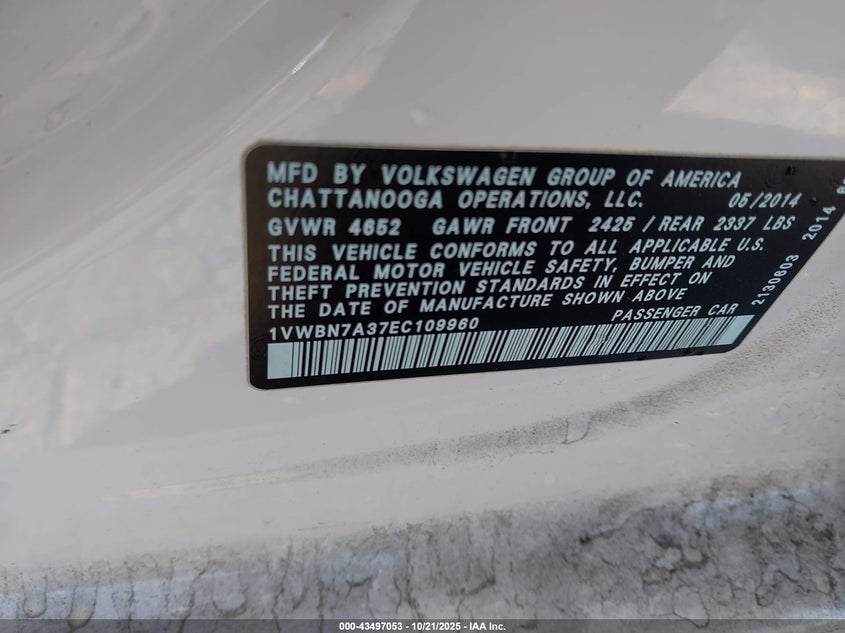 MFD BY VOLKSWAGEN GROUP OF AMERICA
CHATTANOOGA OPERATIONS, LLC. 05/2014
GVWR 4652 GAWR FRONT 2425 / REAR 2337 LBS
THIS VEHICLE CONFORMS TO ALL APPLICABLE U.S.
FEDERAL MOTOR VEHICLE SAFETY, BUMPER AND
THEFT PREVENTION STANDARDS IN EFFECT ON
THE DATE OF MANUFACTURE SHOWN ABOVE
1VWBN7A37EC109960 PASSENGER CAR
2130603 2014
000-43497053 - 10/21/2025 - IAA Inc.